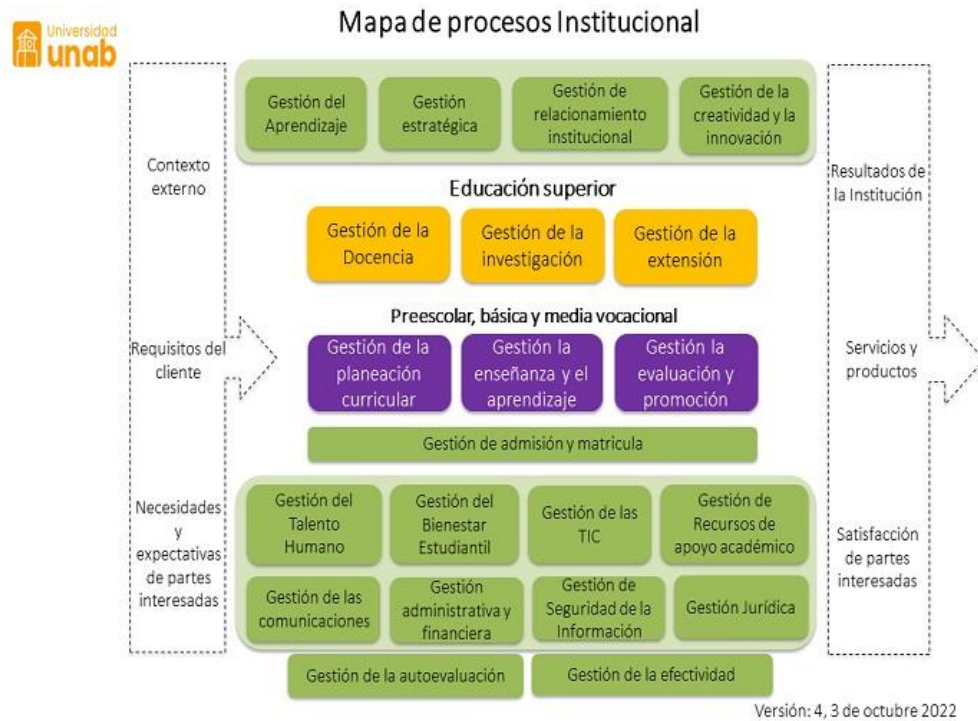 Mapa de procesos Institucional
Universidad
unab
Contexto
externo
Requisitos del
cliente
Necesidades
y
expectativas
de partes
interesadas
Gestión del
Aprendizaje
Gestión
estratégica
Gestión de
relacionamiento
institucional
Gestión de la
creatividad y la
innovación
Educación superior
Gestión de la
Docencia
Gestión de la
investigación
Gestión de la
extensión
Preescolar, básica y media vocacional
Gestión de la
planeación
curricular
Gestión la
enseñanza y el
aprendizaje
Gestión la
evaluación y
promoción
Gestión de admisión y matricula
Gestión del
Talento
Humano
Gestión del
Bienestar
Estudiantil
Gestión de las
TIC
Gestión de
Recursos de
apoyo académico
Gestión de las
comunicaciones
Gestión
administrativa y
financiera
Gestión de
Seguridad de la
Información
Gestión Jurídica
Gestión de la autoevaluación
Gestión de la efectividad
Resultados de
la Institución
Servicios y
productos
Satisfacción
de partes
interesadas
Versión: 4, 3 de octubre 2022